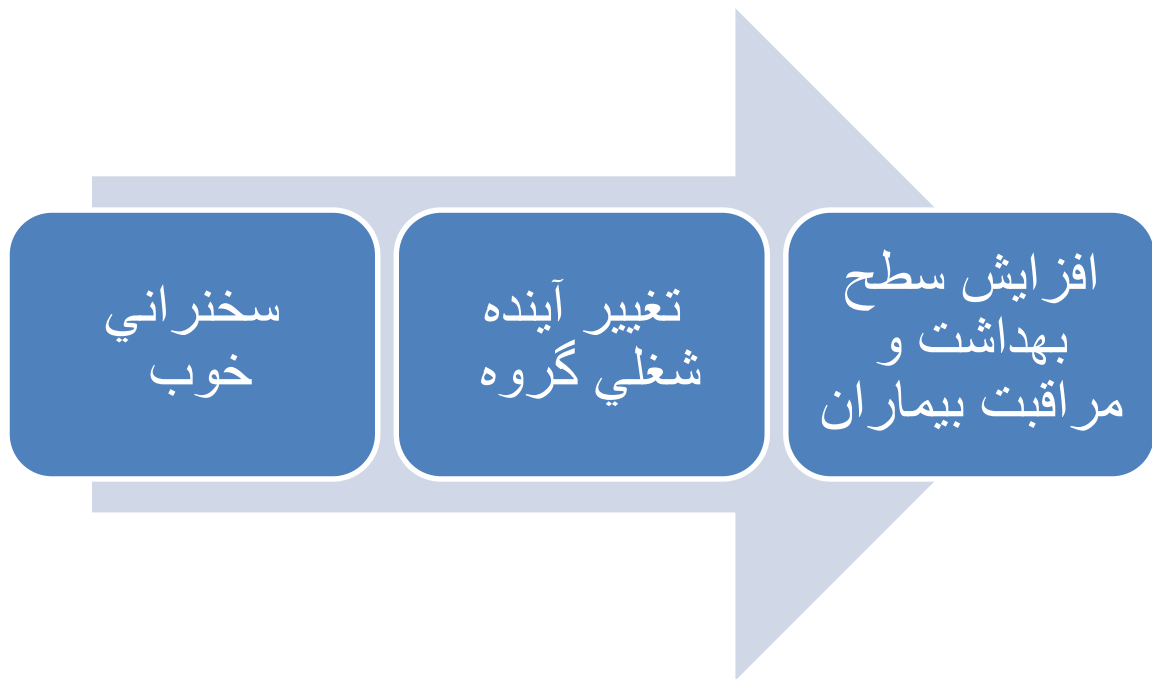 سخنراني
خوب
تغيير آينده
شغلي گروه
افزايش سطح
بهداشت و
مراقبت بيماران